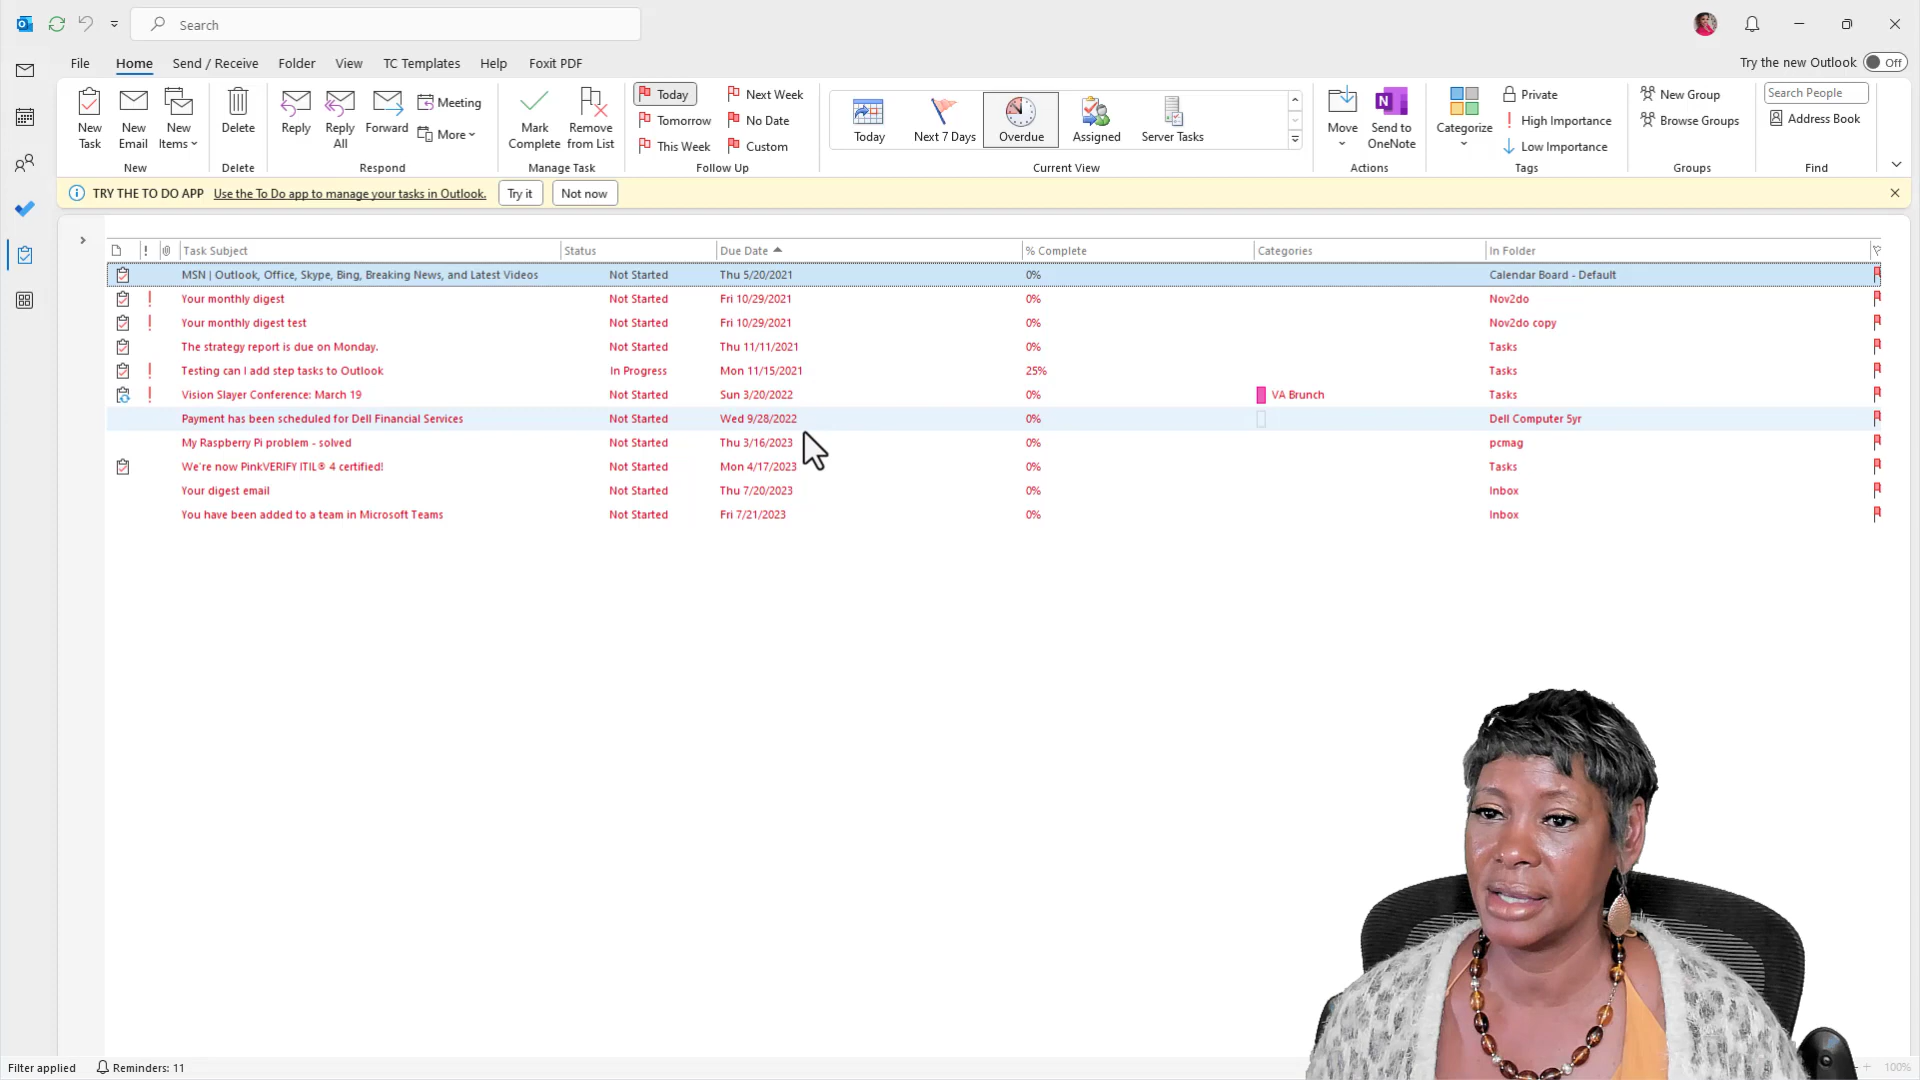 Search
File Home Send / Receive Folder View TC Templates Help Foxit PDF
Try the new Outlook Off
New Task
New Email
New Items
New
Delete
Delete
Reply
Reply All
Forward
Meeting
More
Respond
Mark Complete
Remove from List
Manage Task
Today
Tomorrow
This Week
Next Week
No Date
Custom
Follow Up
Today
Next 7 Days
Overdue
Assigned
Server Tasks
Current View
Move
Send to OneNote
N
Actions
Categorize
Private
High Importance
Low Importance
Tags
New Group
Browse Groups
Groups
Search People
Address Book
Find
TRY THE TO DO APP Use the To Do app to manage your tasks in Outlook. Try it Not now
! Task Subject Status Due Date % Complete Categories In Folder
MSN | Outlook, Office, Skype, Bing, Breaking News, and Latest Videos Not Started Thu 5/20/2021 0% Calendar Board - Default
! Your monthly digest Not Started Fri 10/29/2021 0% Nov2do
! Your monthly digest test Not Started Fri 10/29/2021 0% Nov2do copy
The strategy report is due on Monday. Not Started Thu 11/11/2021 0% Tasks
! Testing can I add step tasks to Outlook In Progress Mon 11/15/2021 25% Tasks
! Vision Slayer Conference: March 19 Not Started Sun 3/20/2022 0% VA Brunch Tasks
Payment has been scheduled for Dell Financial Services Not Started Wed 9/28/2022 0% Dell Computer 5yr
My Raspberry Pi problem - solved Not Started Thu 3/16/2023 0% pcmag
We're now PinkVERIFY ITIL® 4 certified! Not Started Mon 4/17/2023 0% Tasks
Your digest email Not Started Thu 7/20/2023 0% Inbox
You have been added to a team in Microsoft Teams Not Started Fri 7/21/2023 0% Inbox
Filter applied Reminders: 11
100%